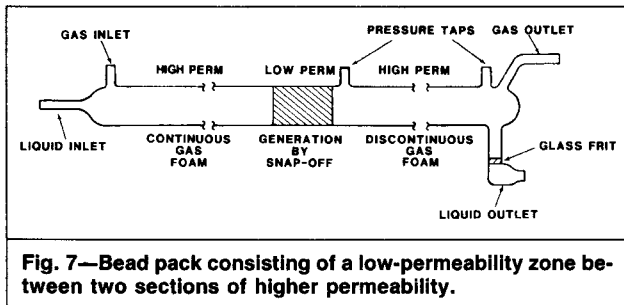 GAS INLET
PRESSURE TAPS
GAS OUTLET
HIGH PERM
LOW PERM
HIGH PERM
LIQUID INLET
CONTINUOUS
GAS
FOAM
GENERATION
BY
SNAP-OFF
DISCONTINUOUS
GAS
FOAM
GLASS FRIT
LIQUID OUTLET
Fig. 7—Bead pack consisting of a low-permeability zone be-
tween two sections of higher permeability.